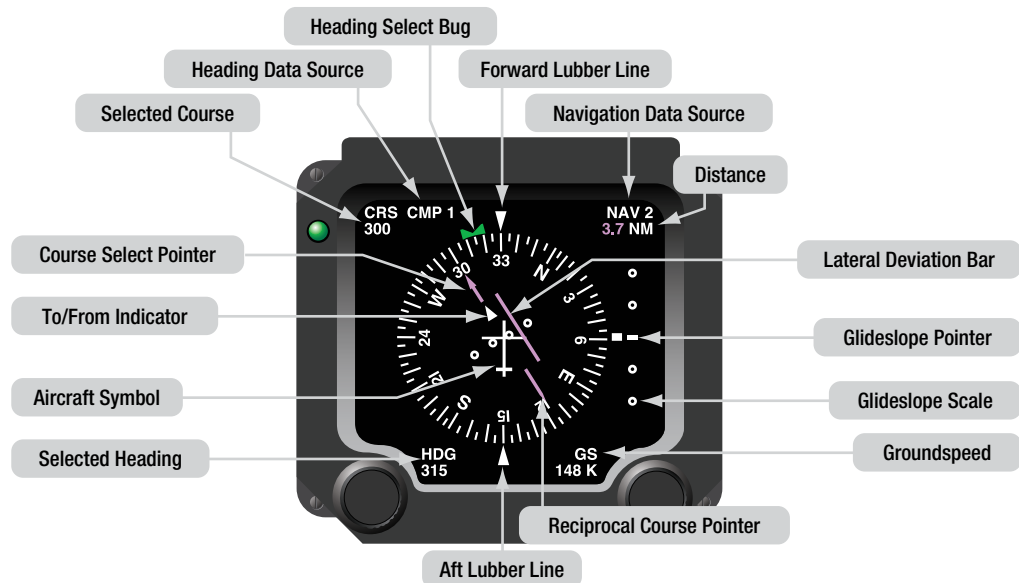 Heading Select Bug
Heading Data Source
Forward Lubber Line
Selected Course
Navigation Data Source
Distance
CRS CMP 1
300
NAV 2
3.7 NM
Course Select Pointer
Lateral Deviation Bar
To/From Indicator
Glideslope Pointer
Aircraft Symbol
Glideslope Scale
Selected Heading
Groundspeed
33
N
3
6
E
12
15
S
21
24
W
30
HDG
315
GS
148 K
Reciprocal Course Pointer
Aft Lubber Line